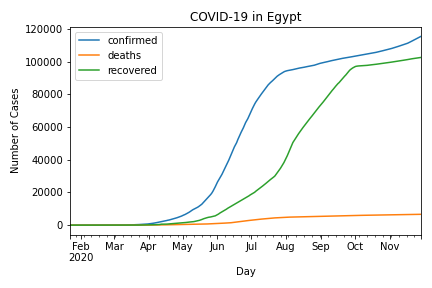 COVID-19 in Egypt
120000
100000
80000
60000
40000
20000
0
Number of Cases
confirmed
deaths
recovered
Feb Mar Apr May Jun Jul Aug Sep Oct Nov
2020
Day